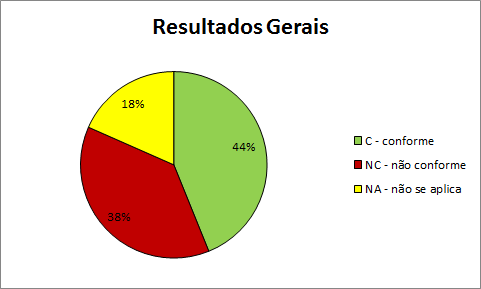 Resultados Gerais
18%
44%
38%
C - conforme
NC - não conforme
NA - não se aplica